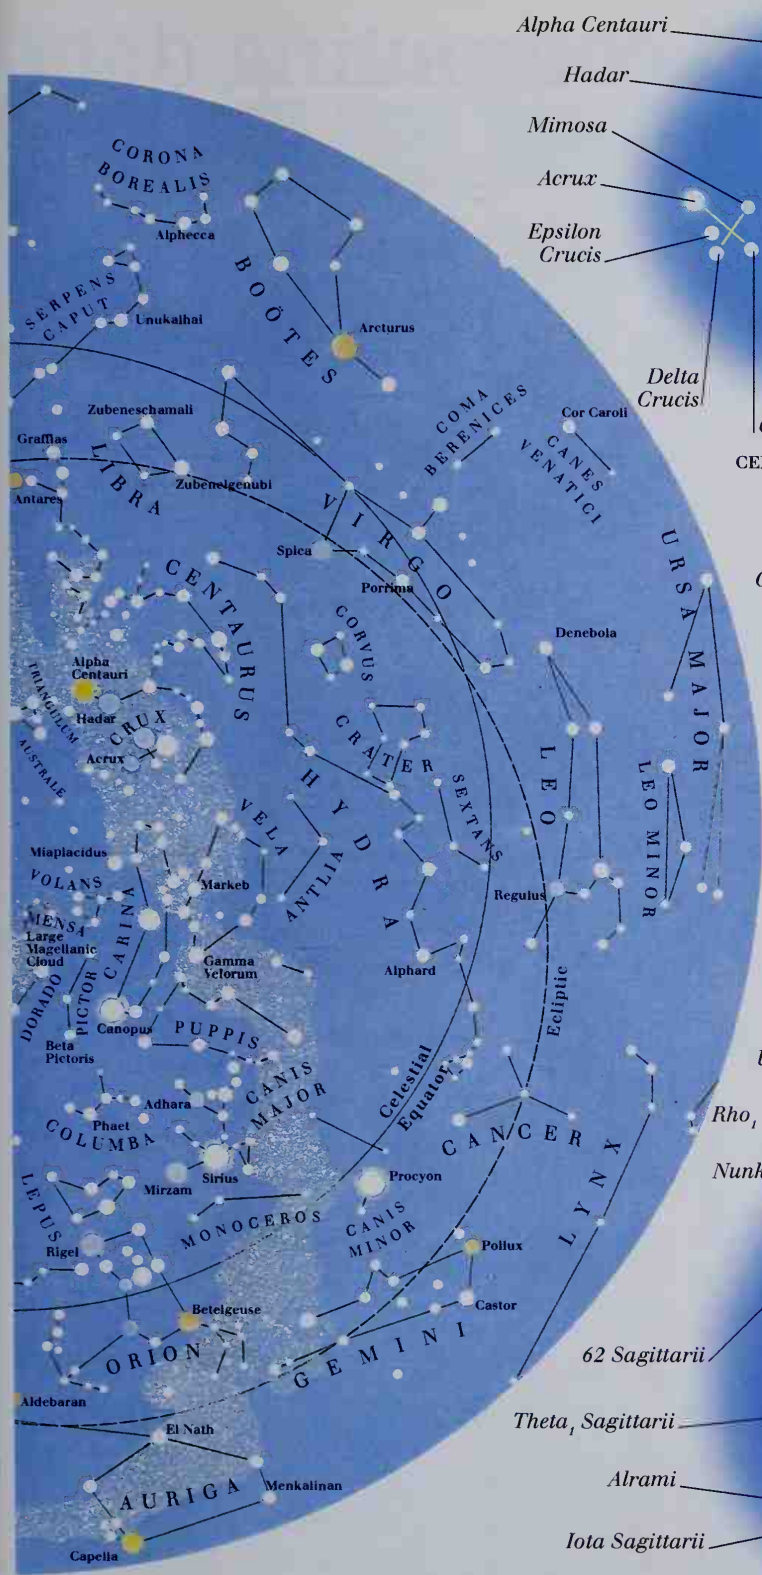 Alpha Centauri
Hadar
Mimosa
Acrux
Epsilon
Crucis
Delta
Crucis
CORONA
BOREALIS
Alphecca
SERPENS
CAPUT
Unukalhai
BOÖTES
Arcturus
Zubeneschamali
Graffias
LIBRA
Zubenelgenubi
Antares
COMA
BERENICES
Cor Caroli
CANES
VENATICI
VIRGO
Spica
Porrima
URSA MAJOR
CENTAURUS
CORVUS
Denebola
Alpha
Centauri
TRIANGULUM
AUSTRALE
Hadar
CRUX
Acrux
CRATER
HYDRA
SEXTANS
LEO
LEO MINOR
VELA
ANTLIA
Miaplacidus
VOLANS
Markeb
Regulus
MENSA
Large
Magellanic
Cloud
CARINA
Gamma
Velorum
Alphard
DORADO
PICTOR
Canopus
PUPPIS
Ecliptic
Beta
Pictoris
Celestial
Equator
CANIS
MAJOR
Adhara
Phaet
COLUMBA
CANCER
LYNX
Rho₁
Mirzam
Sirius
Procyon
LEPUS
MONOCEROS
CANIS
MINOR
Rigel
Pollux
Betelgeuse
Castor
ORION
GEMINI
62 Sagittarii
Aldebaran
Theta₁ Sagittarii
El Nath
AURIGA
Menkalinan
Alrami
Capella
Iota Sagittarii